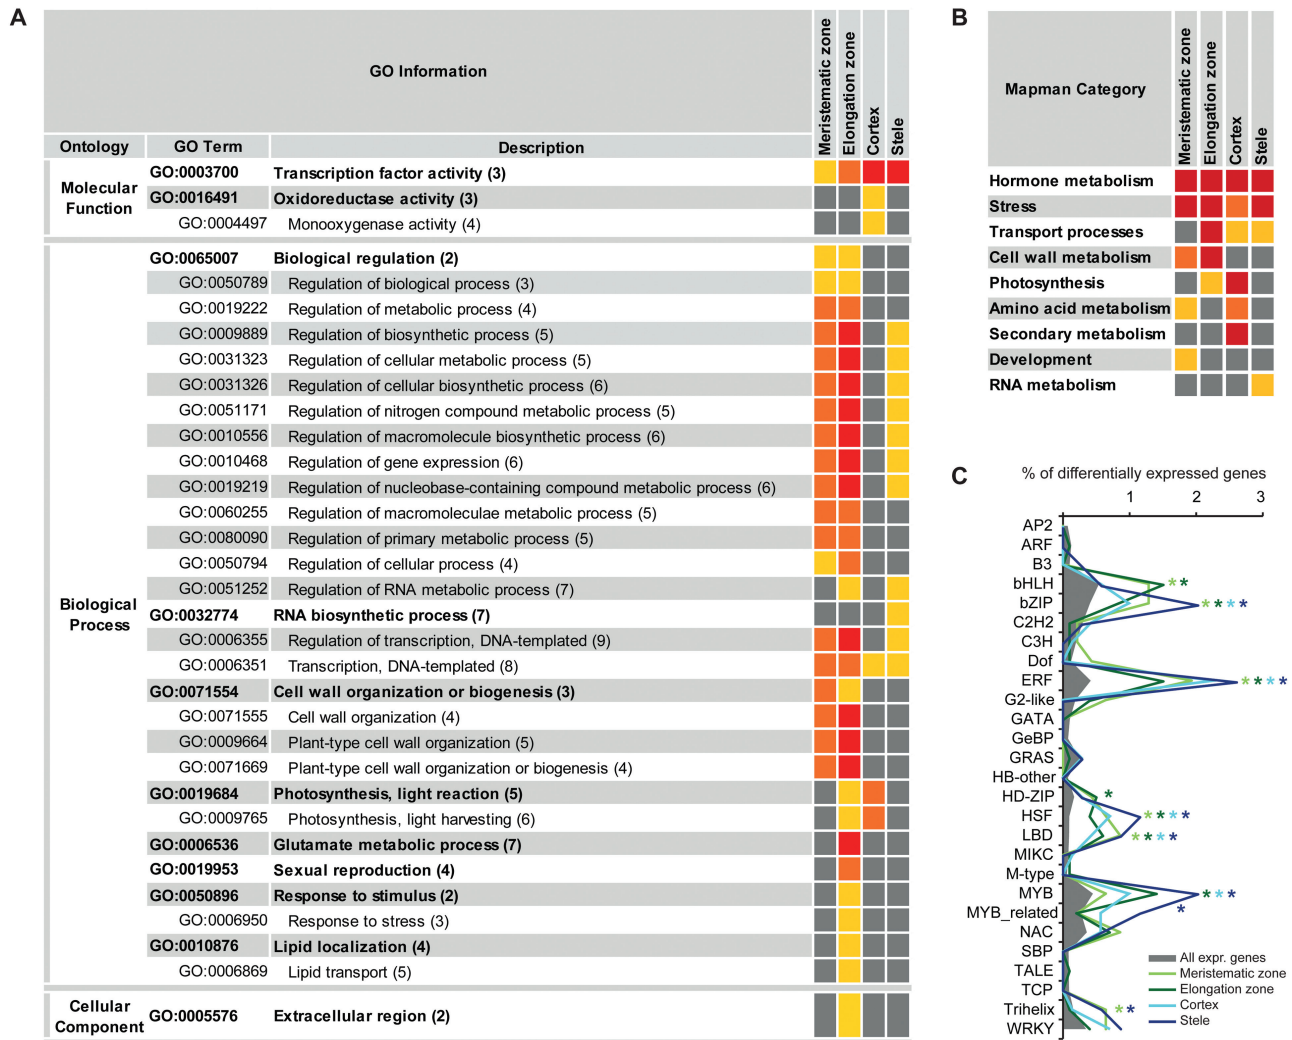 A
GO Information
Meristematic zone
Elongation zone
Cortex
Stele
Ontology GO Term Description
Molecular Function
GO:0003700 Transcription factor activity (3)
GO:0016491 Oxidoreductase activity (3)
GO:0004497 Monooxygenase activity (4)
Biological Process
GO:0065007 Biological regulation (2)
GO:0050789 Regulation of biological process (3)
GO:0019222 Regulation of metabolic process (4)
GO:0009889 Regulation of biosynthetic process (5)
GO:0031323 Regulation of cellular metabolic process (5)
GO:0031326 Regulation of cellular biosynthetic process (6)
GO:0051171 Regulation of nitrogen compound metabolic process (5)
GO:0010556 Regulation of macromolecule biosynthetic process (6)
GO:0010468 Regulation of gene expression (6)
GO:0019219 Regulation of nucleobase-containing compound metabolic process (6)
GO:0060255 Regulation of macromoleculae metabolic process (5)
GO:0080090 Regulation of primary metabolic process (5)
GO:0050794 Regulation of cellular process (4)
GO:0051252 Regulation of RNA metabolic process (7)
GO:0032774 RNA biosynthetic process (7)
GO:0006355 Regulation of transcription, DNA-templated (9)
GO:0006351 Transcription, DNA-templated (8)
GO:0071554 Cell wall organization or biogenesis (3)
GO:0071555 Cell wall organization (4)
GO:0009664 Plant-type cell wall organization (5)
GO:0071669 Plant-type cell wall organization or biogenesis (4)
GO:0019684 Photosynthesis, light reaction (5)
GO:0009765 Photosynthesis, light harvesting (6)
GO:0006536 Glutamate metabolic process (7)
GO:0019953 Sexual reproduction (4)
GO:0050896 Response to stimulus (2)
GO:0006950 Response to stress (3)
GO:0010876 Lipid localization (4)
GO:0006869 Lipid transport (5)
Cellular Component
GO:0005576 Extracellular region (2)
B
Mapman Category
Meristematic zone
Elongation zone
Cortex
Stele
Hormone metabolism
Stress
Transport processes
Cell wall metabolism
Photosynthesis
Amino acid metabolism
Secondary metabolism
Development
RNA metabolism
C
% of differentially expressed genes
1 2 3
AP2
ARF
B3
bHLH * *
bZIP * * * *
C2H2
C3H
Dof
ERF * * * *
G2-like
GATA
GeBP
GRAS
HB-other
HD-ZIP *
HSF * * * *
LBD * * * *
MIKC
M-type
MYB * * *
MYB_related *
NAC
SBP
TALE
TCP
Trihelix * *
WRKY
All expr. genes
Meristematic zone
Elongation zone
Cortex
Stele